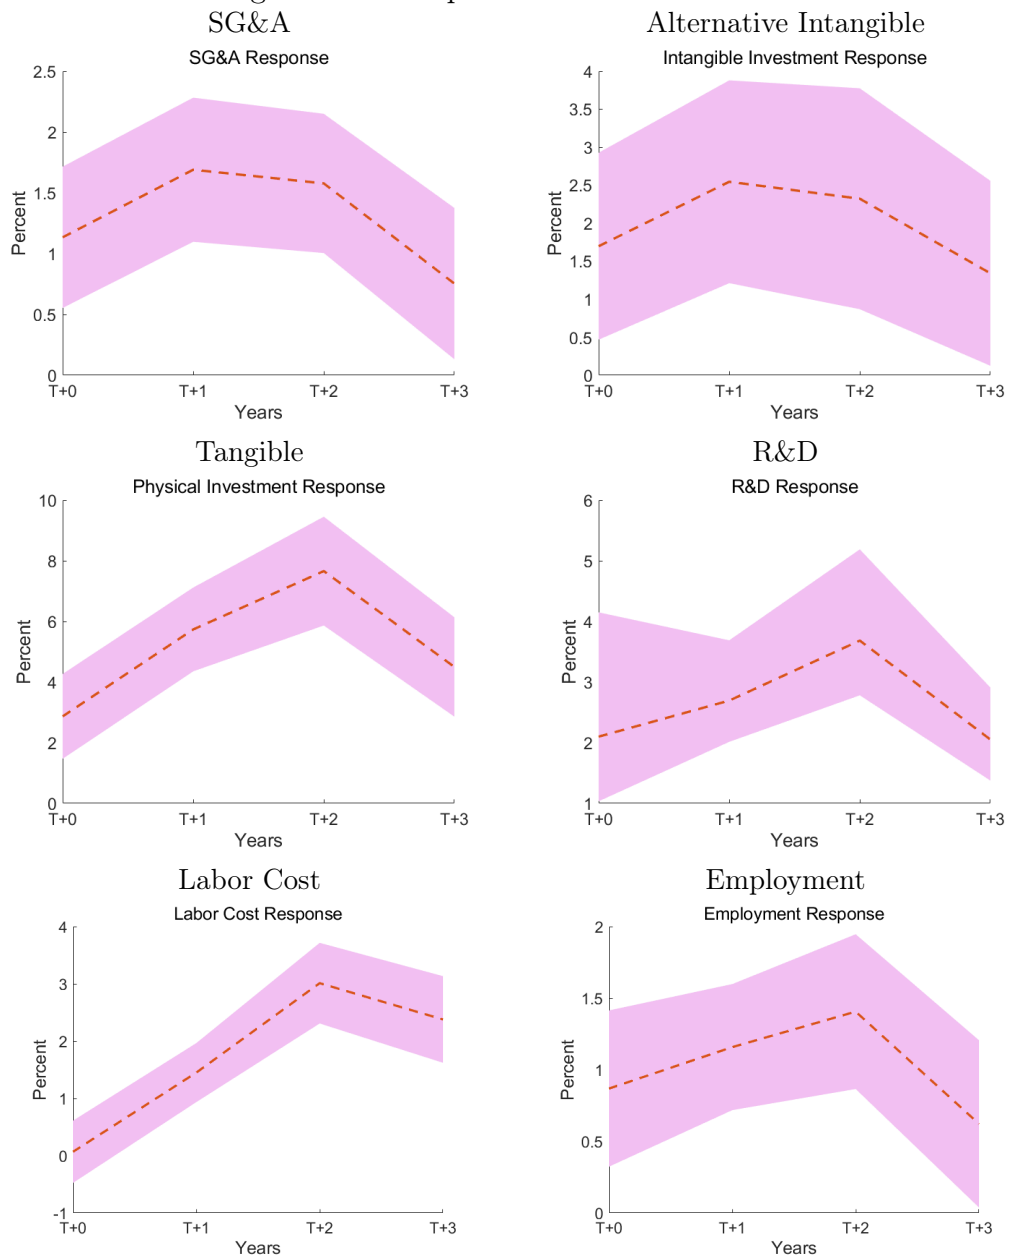 SG&A
SG&A Response
2.5
2
1.5
1
0.5
0
Percent
T+0 T+1 T+2 T+3
Years
Alternative Intangible
Intangible Investment Response
4
3.5
3
2.5
2
1.5
1
0.5
0
Percent
T+0 T+1 T+2 T+3
Years
Tangible
Physical Investment Response
10
8
6
4
2
0
Percent
T+0 T+1 T+2 T+3
Years
R&D
R&D Response
6
5
4
3
2
1
Percent
T+0 T+1 T+2 T+3
Years
Labor Cost
Labor Cost Response
4
3
2
1
0
-1
Percent
T+0 T+1 T+2 T+3
Years
Employment
Employment Response
2
1.5
1
0.5
0
Percent
T+0 T+1 T+2 T+3
Years